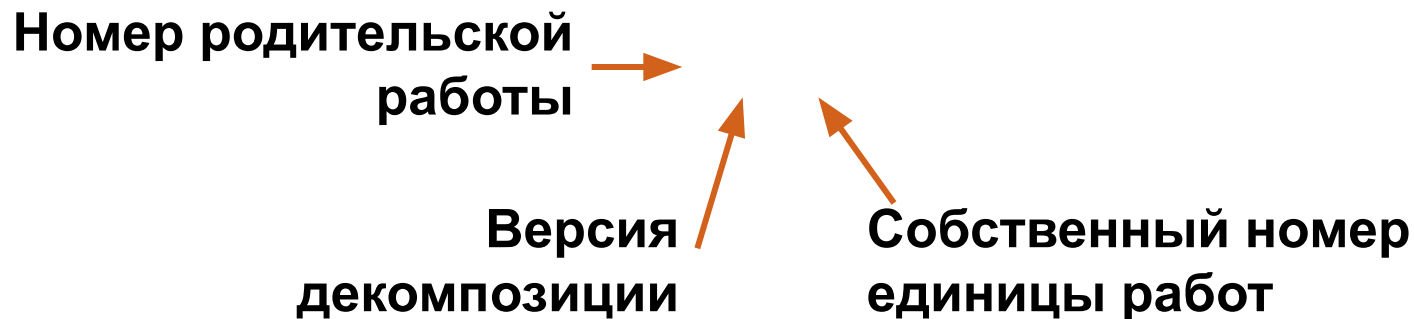 Номер родительской
работы
Версия
декомпозиции
Собственный номер
единицы работ